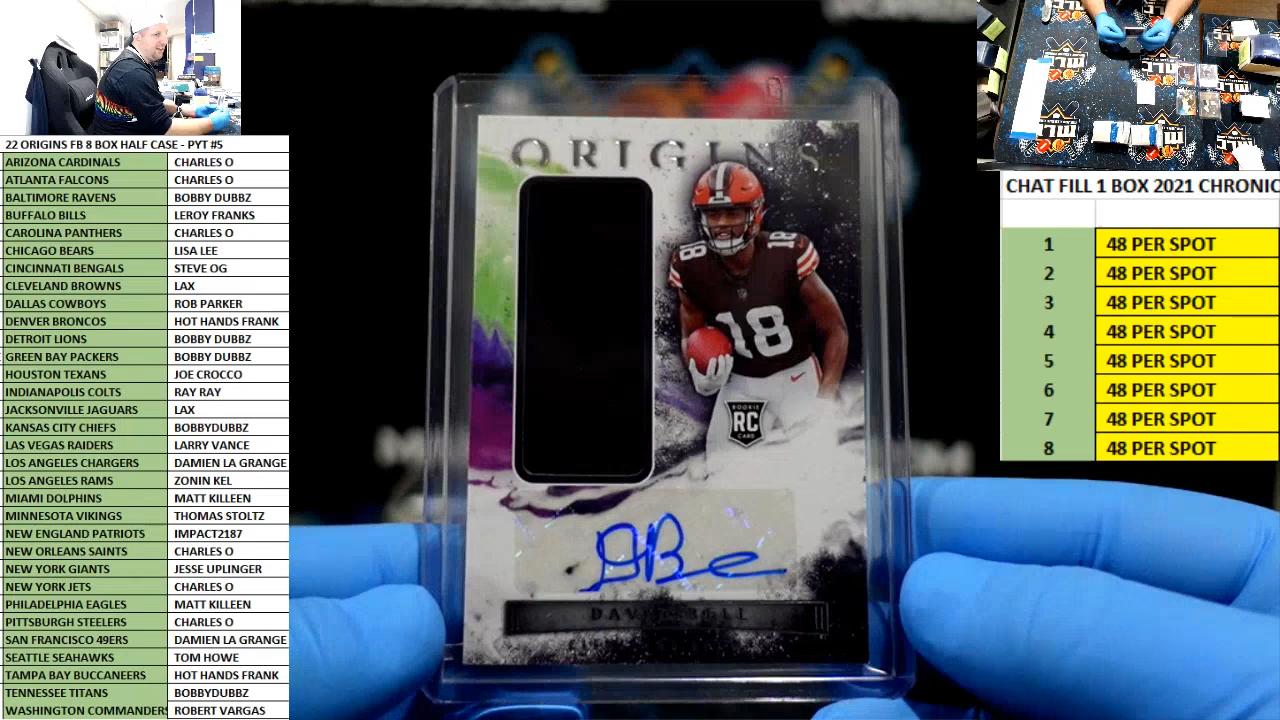 22 ORIGINS FB 8 BOX HALF CASE - PYT #5
ARIZONA CARDINALS CHARLES O
ATLANTA FALCONS CHARLES O
BALTIMORE RAVENS BOBBY DUBBZ
BUFFALO BILLS LEROY FRANKS
CAROLINA PANTHERS CHARLES O
CHICAGO BEARS LISA LEE
CINCINNATI BENGALS STEVE OG
CLEVELAND BROWNS LAX
DALLAS COWBOYS ROB PARKER
DENVER BRONCOS HOT HANDS FRANK
DETROIT LIONS BOBBY DUBBZ
GREEN BAY PACKERS BOBBY DUBBZ
HOUSTON TEXANS JOE CROCCO
INDIANAPOLIS COLTS RAY RAY
JACKSONVILLE JAGUARS LAX
KANSAS CITY CHIEFS BOBBYDUBBZ
LAS VEGAS RAIDERS LARRY VANCE
LOS ANGELES CHARGERS DAMIEN LA GRANGE
LOS ANGELES RAMS ZONIN KEL
MIAMI DOLPHINS MATT KILLEEN
MINNESOTA VIKINGS THOMAS STOLTZ
NEW ENGLAND PATRIOTS IMPACT2187
NEW ORLEANS SAINTS CHARLES O
NEW YORK GIANTS JESSE UPLINGER
NEW YORK JETS CHARLES O
PHILADELPHIA EAGLES MATT KILLEEN
PITTSBURGH STEELERS CHARLES O
SAN FRANCISCO 49ERS DAMIEN LA GRANGE
SEATTLE SEAHAWKS TOM HOWE
TAMPA BAY BUCCANEERS HOT HANDS FRANK
TENNESSEE TITANS BOBBYDUBBZ
WASHINGTON COMMANDERS ROBERT VARGAS
ORIGINS
18
18
18
ROOKIE
RC
CARD
DAVID BELL
MLC
MLC
MLC
CHAT FILL 1 BOX 2021 CHRONIC
1 48 PER SPOT
2 48 PER SPOT
3 48 PER SPOT
4 48 PER SPOT
5 48 PER SPOT
6 48 PER SPOT
7 48 PER SPOT
8 48 PER SPOT